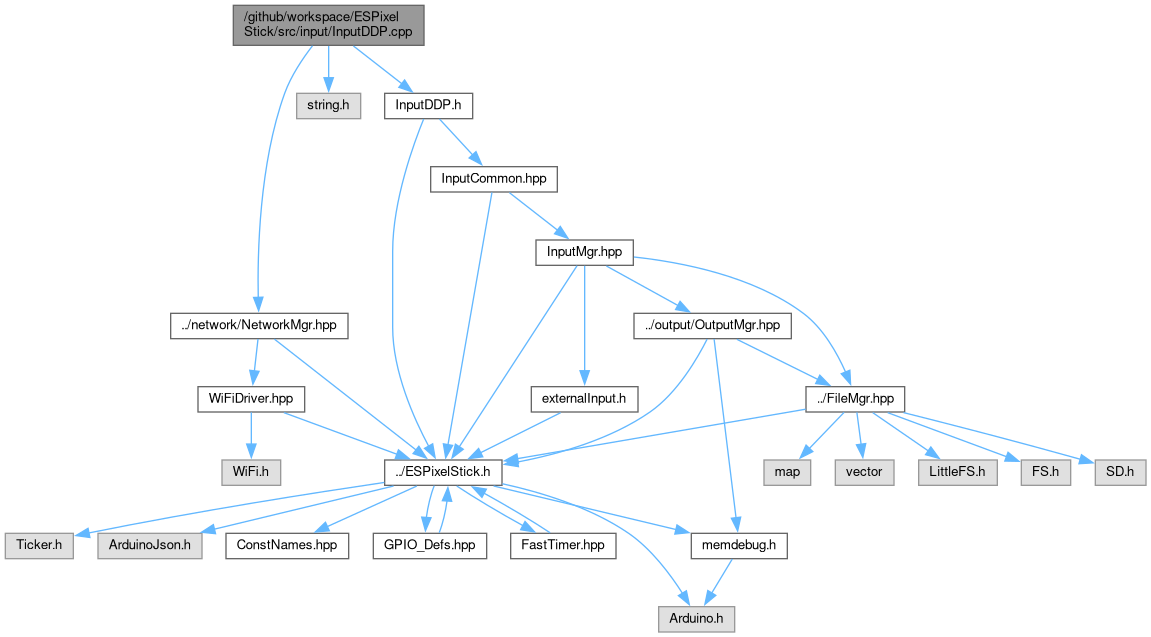 /github/workspace/ESPixel
Stick/src/input/InputDDP.cpp
string.h
InputDDP.h
InputCommon.hpp
InputMgr.hpp
../network/NetworkMgr.hpp
../output/OutputMgr.hpp
WiFiDriver.hpp
externalInput.h
../FileMgr.hpp
WiFi.h
../ESPixelStick.h
map
vector
LittleFS.h
FS.h
SD.h
Ticker.h
ArduinoJson.h
ConstNames.hpp
GPIO_Defs.hpp
FastTimer.hpp
memdebug.h
Arduino.h